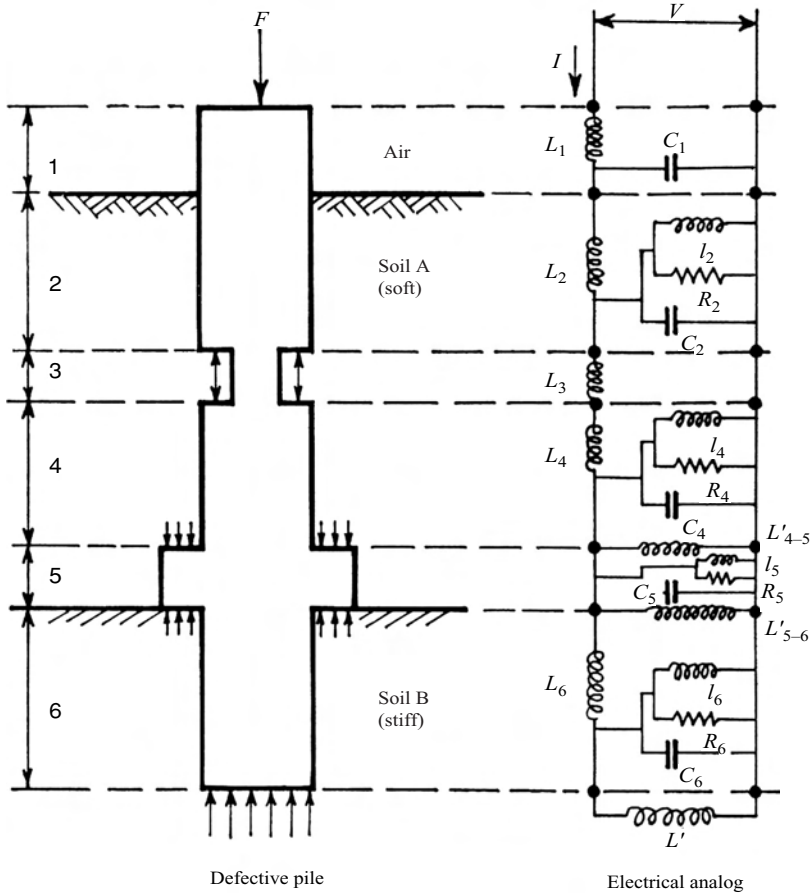 F
V
I
1
Air
L1
C1
2
Soil A
(soft)
L2
l2
R2
C2
3
L3
4
L4
l4
R4
C4
L'4–5
5
l5
C5
R5
L'5–6
6
Soil B
(stiff)
L6
l6
R6
C6
L'
Defective pile
Electrical analog